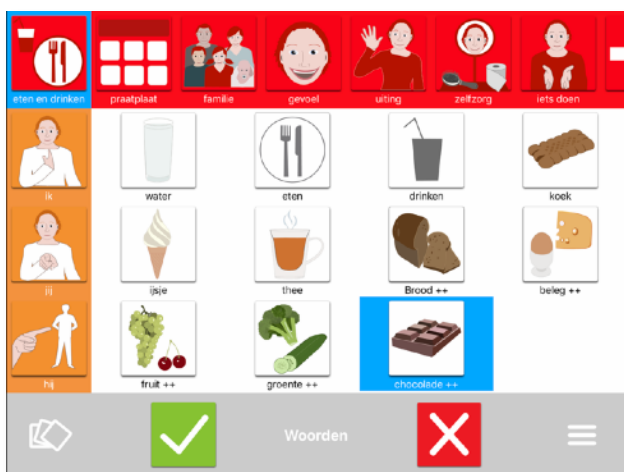 eten en drinken praatplaat familie gevoel uiting zelfzorg iets doen
ik water eten drinken koek
jij ijsje thee Brood ++ beleg ++
hij fruit ++ groente ++ chocolade ++
Woorden